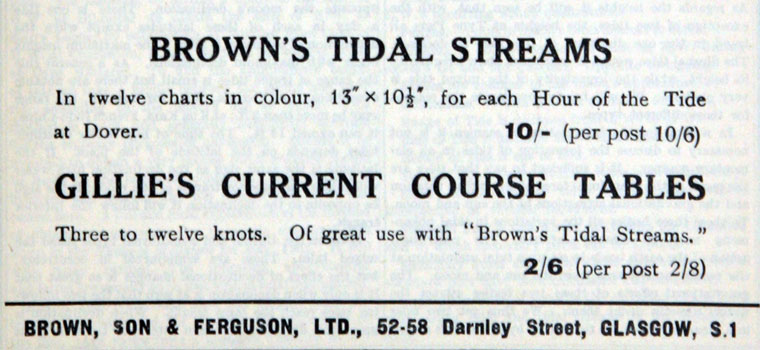 BROWN'S TIDAL STREAMS
In twelve charts in colour, 13″ × 10½″, for each Hour of the Tide
at Dover. 10/- (per post 10/6)
GILLIE'S CURRENT COURSE TABLES
Three to twelve knots. Of great use with "Brown's Tidal Streams."
2/6 (per post 2/8)
BROWN, SON & FERGUSON, LTD., 52-58 Darnley Street, GLASGOW, S.1